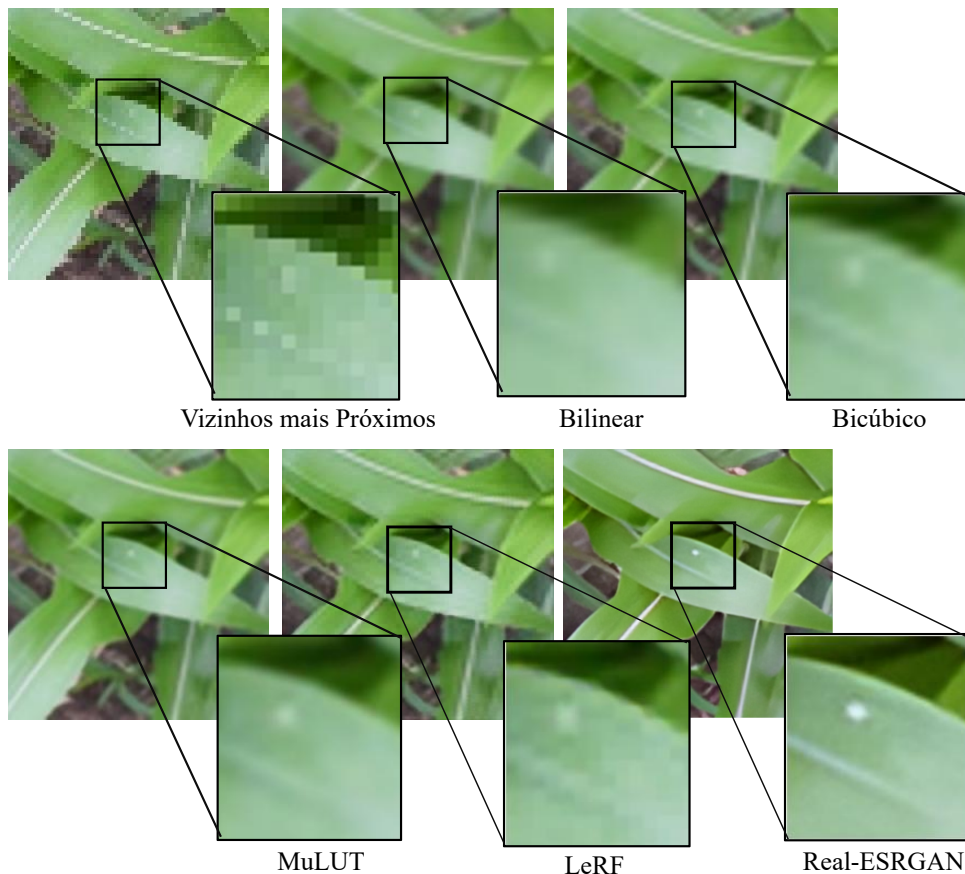 Vizinhos mais Próximos
Bilinear
Bicúbico
MuLUT
LeRF
Real-ESRGAN